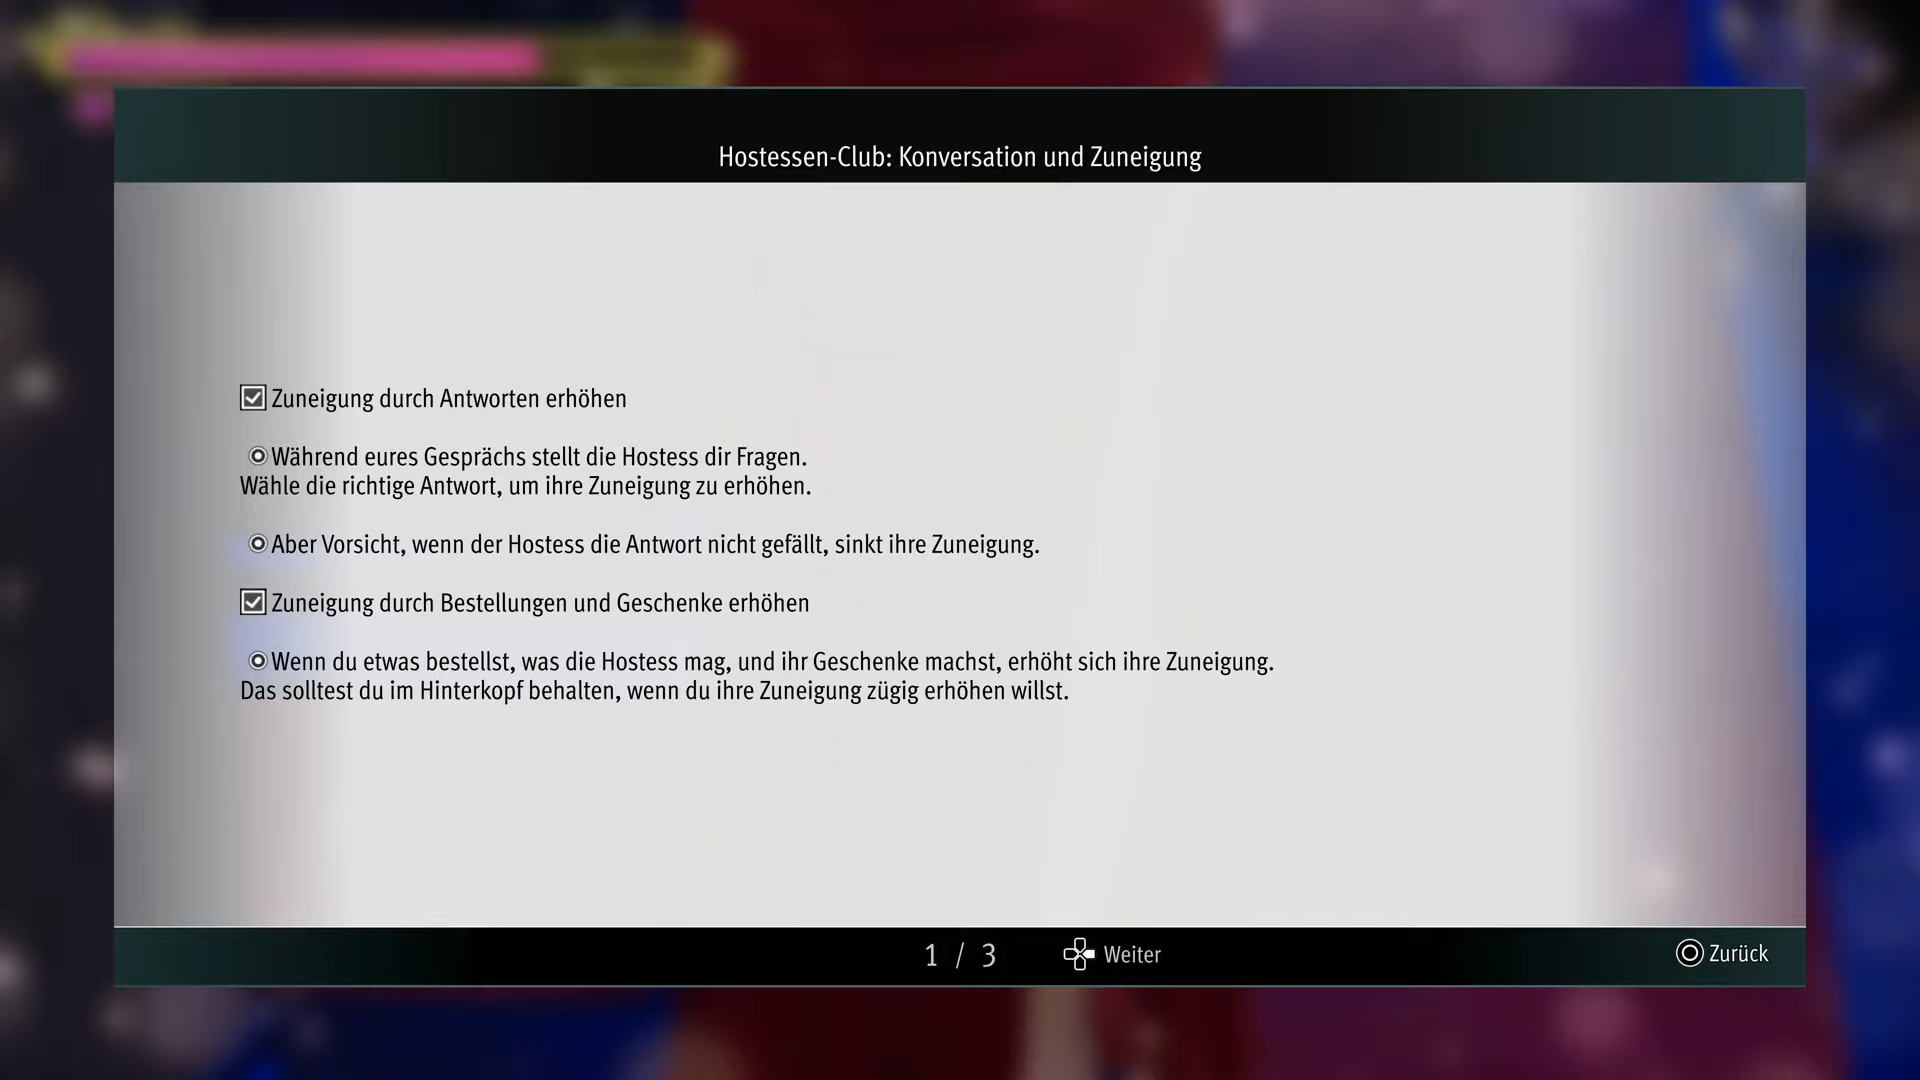 Hostessen-Club: Konversation und Zuneigung
Zuneigung durch Antworten erhöhen
Während eures Gesprächs stellt die Hostess dir Fragen.
Wähle die richtige Antwort, um ihre Zuneigung zu erhöhen.
Aber Vorsicht, wenn der Hostess die Antwort nicht gefällt, sinkt ihre Zuneigung.
Zuneigung durch Bestellungen und Geschenke erhöhen
Wenn du etwas bestellst, was die Hostess mag, und ihr Geschenke machst, erhöht sich ihre Zuneigung.
Das solltest du im Hinterkopf behalten, wenn du ihre Zuneigung zügig erhöhen willst.
1 / 3 Weiter
Zurück